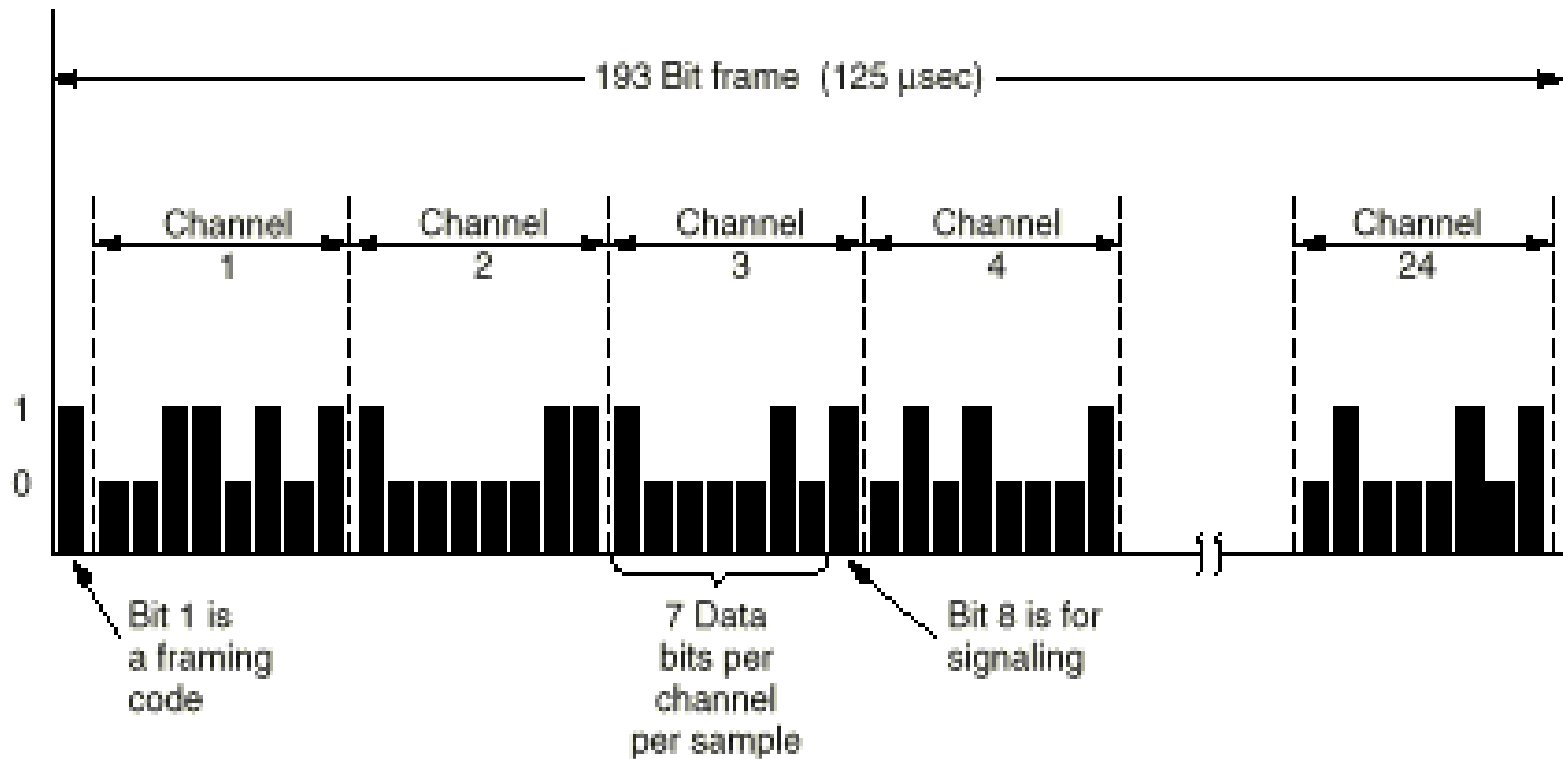 193 Bit frame (125 µsec)
Channel
1
Channel
2
Channel
3
Channel
4
Channel
24
1
0
Bit 1 is
a framing
code
7 Data
bits per
channel
per sample
Bit 8 is for
signaling